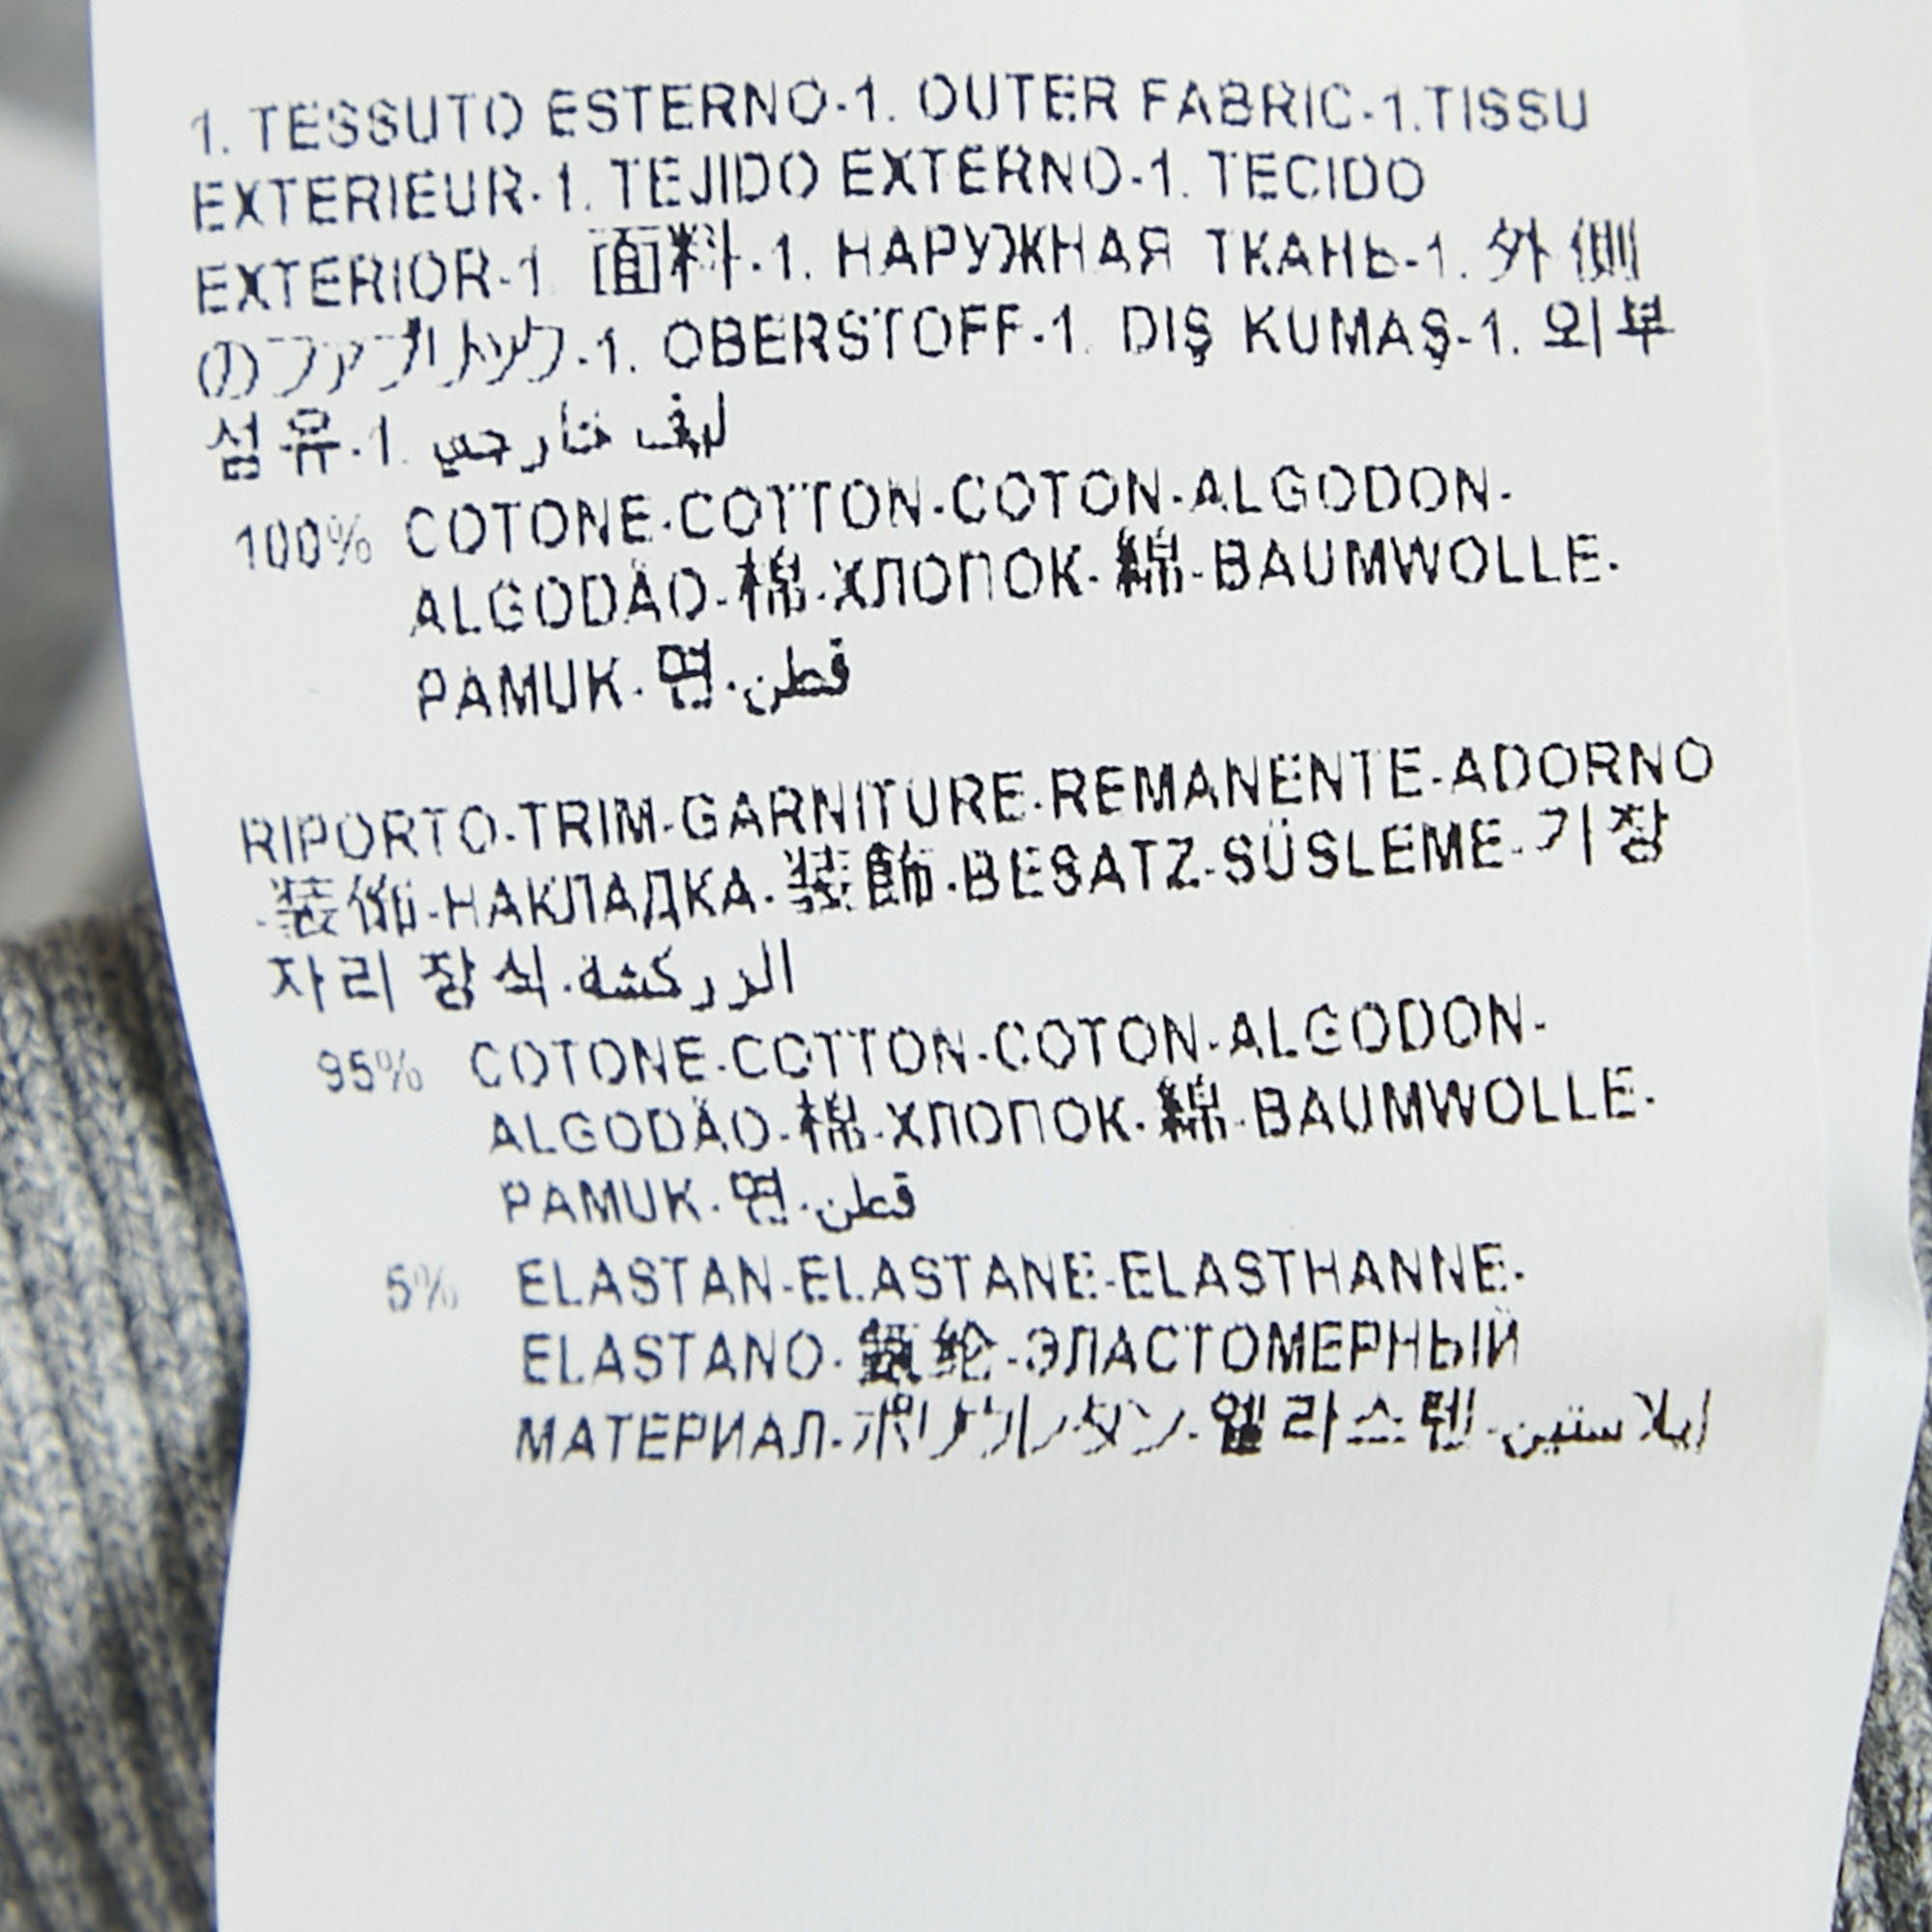 1. TESSUTO ESTERNO-1. OUTER FABRIC-1.TISSU
EXTERIEUR-1. TEJIDO EXTERNO-1. TECIDO
EXTERIOR-1. 面料-1. НАРУЖНАЯ ТКАНЬ-1. 外側
のファブリック-1. OBERSTOFF-1. DIŞ KUMAŞ-1. 외부
섬유-1. ليف خارجي
100% COTONE-COTTON-COTON-ALGODON-
ALGODÃO-棉-ХЛОПОК-綿-BAUMWOLLE-
PAMUK-면-قطن
RIPORTO-TRIM-GARNITURE-REMANENTE-ADORNO
-装饰-НАКЛАДКА-装飾-BESATZ-SÜSLEME-가장
자리 장식-الزركشة
95% COTONE-COTTON-COTON-ALGODON-
ALGODÃO-棉-ХЛОПОК-綿-BAUMWOLLE-
PAMUK-면-قطن
5% ELASTAN-ELASTANE-ELASTHANNE-
ELASTANO-氨纶-ЭЛАСТОМЕРНЫЙ
МАТЕРИАЛ-ポリウレタン-엘라스텐-إيلاستين